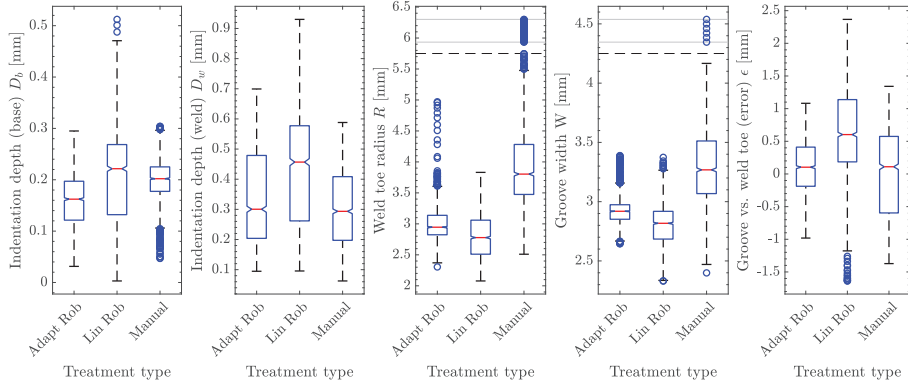 Indentation depth (base) D_b [mm]
0.5
0.4
0.3
0.2
0.1
0
Adapt Rob
Lin Rob
Manual
Treatment type
Indentation depth (weld) D_w [mm]
0.9
0.8
0.7
0.6
0.5
0.4
0.3
0.2
0.1
Adapt Rob
Lin Rob
Manual
Treatment type
Weld toe radius R [mm]
6.5
6
5.5
5
4.5
4
3.5
3
2.5
2
Adapt Rob
Lin Rob
Manual
Treatment type
Groove width W [mm]
4.5
4
3.5
3
2.5
Adapt Rob
Lin Rob
Manual
Treatment type
Groove vs. weld toe (error) ϵ [mm]
2.5
2
1.5
1
0.5
0
-0.5
-1
-1.5
Adapt Rob
Lin Rob
Manual
Treatment type